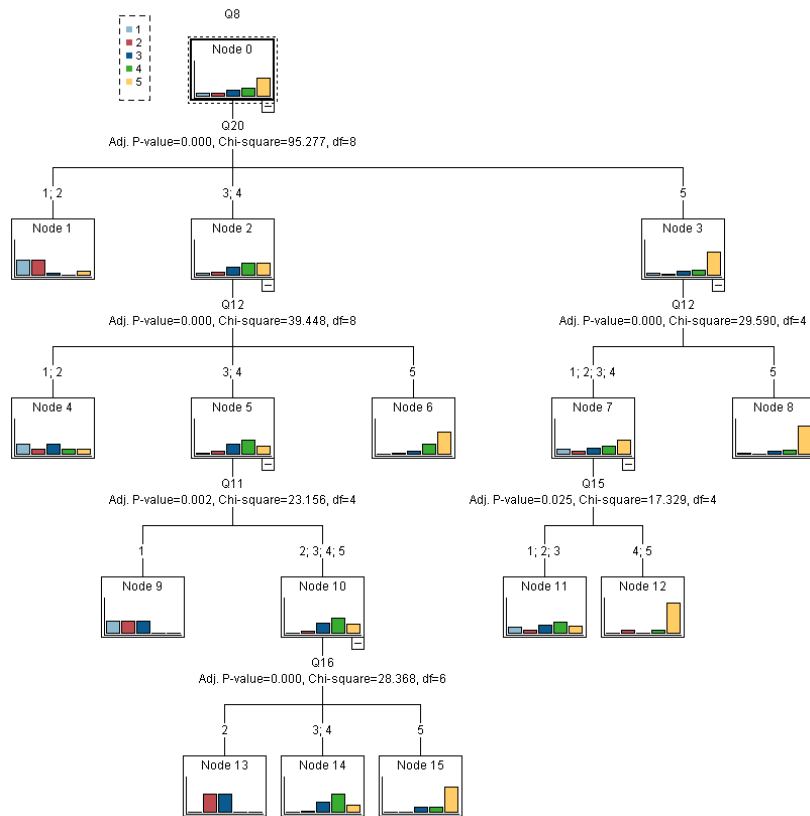 Q8
1
2
3
4
5
Node 0
Q20
Adj. P-value=0.000, Chi-square=95.277, df=8
1; 2
3; 4
5
Node 1
Node 2
Node 3
Q12
Q12
Adj. P-value=0.000, Chi-square=39.448, df=8
Adj. P-value=0.000, Chi-square=29.590, df=4
1; 2
3; 4
5
1; 2; 3; 4
5
Node 4
Node 5
Node 6
Node 7
Node 8
Q11
Q15
Adj. P-value=0.002, Chi-square=23.156, df=4
Adj. P-value=0.025, Chi-square=17.329, df=4
1
2; 3; 4; 5
1; 2; 3
4; 5
Node 9
Node 10
Node 11
Node 12
Q16
Adj. P-value=0.000, Chi-square=28.368, df=6
2
3; 4
5
Node 13
Node 14
Node 15